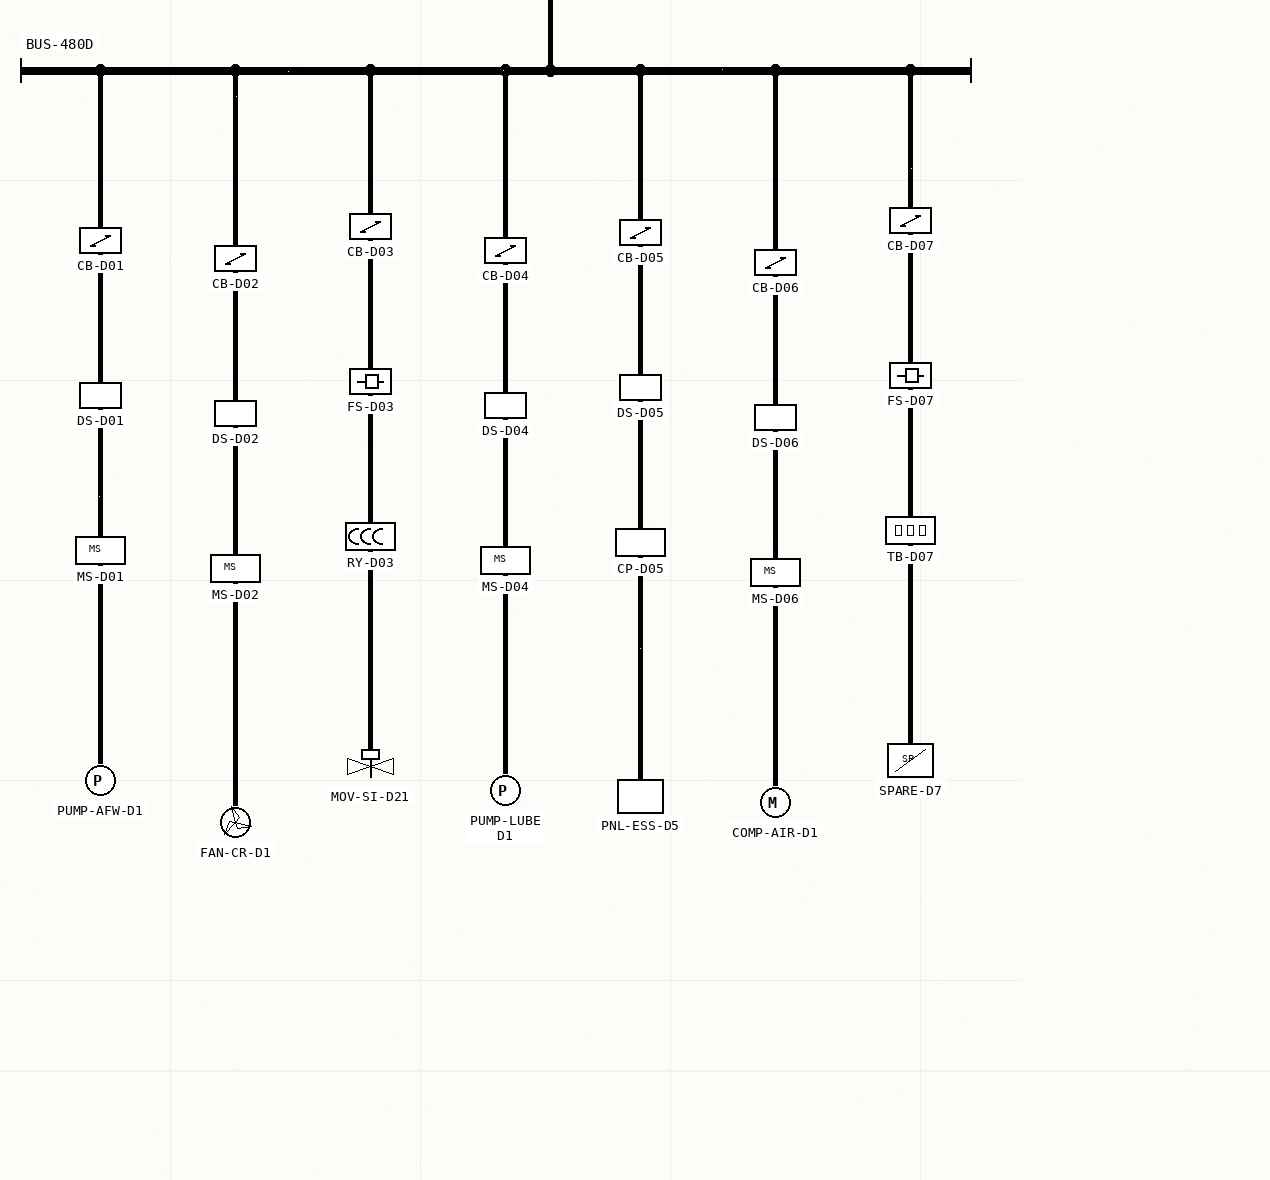 BUS-480D
CB-D01
CB-D02
CB-D03
CB-D04
CB-D05
CB-D06
CB-D07
DS-D01
DS-D02
FS-D03
DS-D04
DS-D05
DS-D06
FS-D07
MS
MS-D01
MS
MS-D02
RY-D03
MS
MS-D04
CP-D05
MS
MS-D06
TB-D07
P
PUMP-AFW-D1
FAN-CR-D1
MOV-SI-D21
P
PUMP-LUBE
D1
PNL-ESS-D5
M
COMP-AIR-D1
SP
SPARE-D7